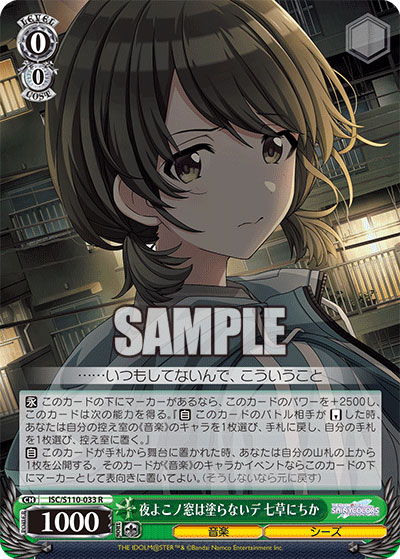 LEVEL
0
0
COST
SAMPLE
……いつもしてないんで、こういうこと
永 このカードの下にマーカーがあるなら、このカードのパワーを+2500し、
このカードは次の能力を得る。『自 このカードのバトル相手が した時、
あなたは自分の控え室の《音楽》のキャラを1枚選び、手札に戻し、自分の手札
を1枚選び、控え室に置く。』
自 このカードが手札から舞台に置かれた時、あなたは自分の山札の上から
1枚を公開する。そのカードが《音楽》のキャラかイベントならこのカードの下
にマーカーとして表向きに置いてよい。(そうしないなら元に戻す)
CH ISC/S110-033 R
POWER
1000
SOUL
夜よこノ窓は塗らないデ 七草にちか
SHINYCOLORS
音楽
シーズ
THE IDOLM@STER™& ©Bandai Namco Entertainment Inc.